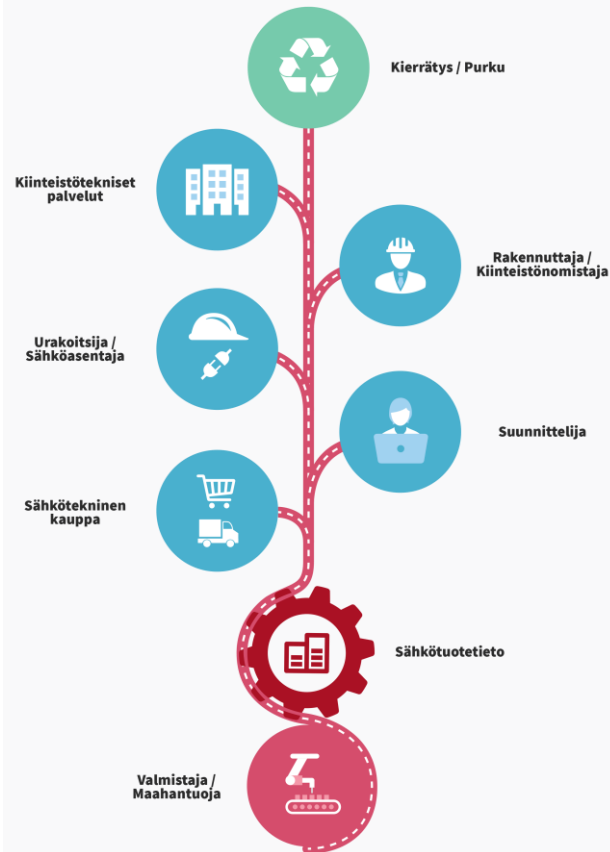 Kierrätys / Purku
Kiinteistötekniset
palvelut
Rakennuttaja /
Kiinteistönomistaja
Urakoitsija /
Sähköasentaja
Suunnittelija
Sähkötekninen
kauppa
Sähkötuotetieto
Valmistaja /
Maahantuoja